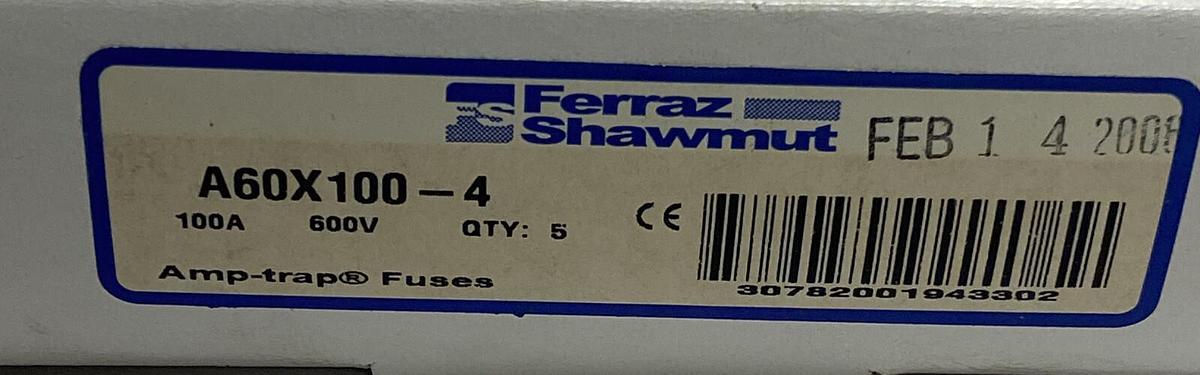 Ferraz
Shawmut
FEB 1 4
A60X100-4
100A 600V QTY: 5
CE
Amp-trap® Fuses
30782001943302